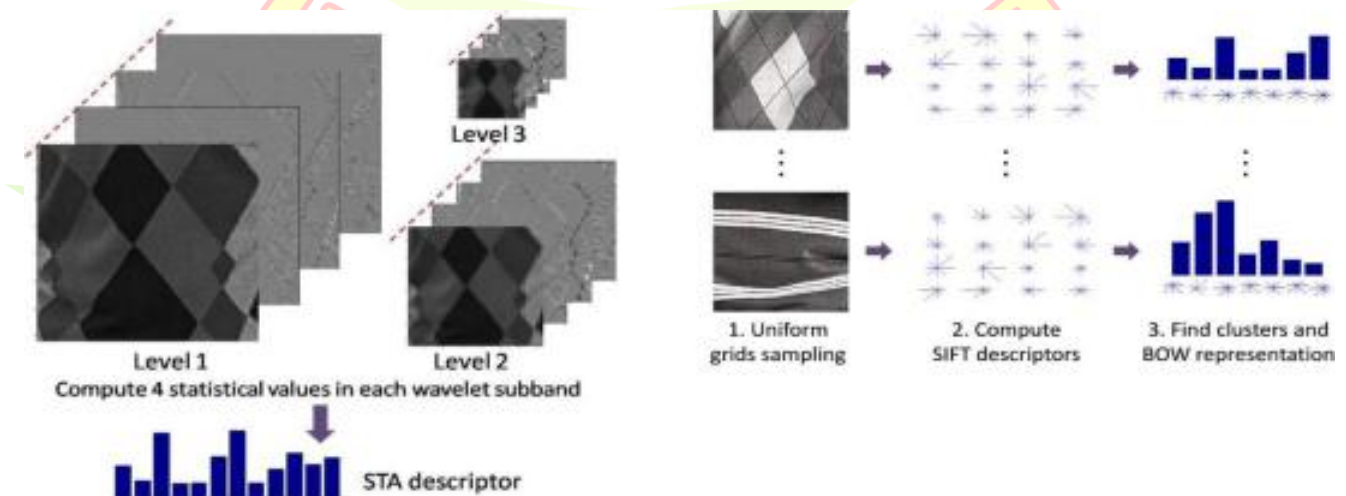 Level 3
Level 1
Level 2
Compute 4 statistical values in each wavelet subband
STA descriptor
1. Uniform
grids sampling
2. Compute
SIFT descriptors
3. Find clusters and
BOW representation